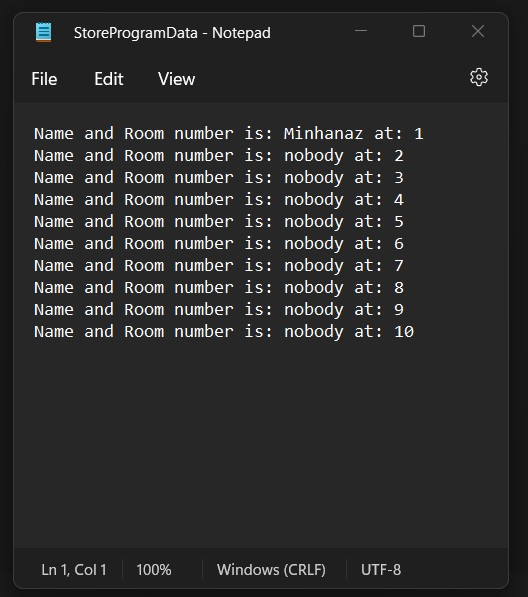 StoreProgramData - Notepad
File Edit View
Name and Room number is: Minhanaz at: 1
Name and Room number is: nobody at: 2
Name and Room number is: nobody at: 3
Name and Room number is: nobody at: 4
Name and Room number is: nobody at: 5
Name and Room number is: nobody at: 6
Name and Room number is: nobody at: 7
Name and Room number is: nobody at: 8
Name and Room number is: nobody at: 9
Name and Room number is: nobody at: 10
Ln 1, Col 1 100% Windows (CRLF) UTF-8